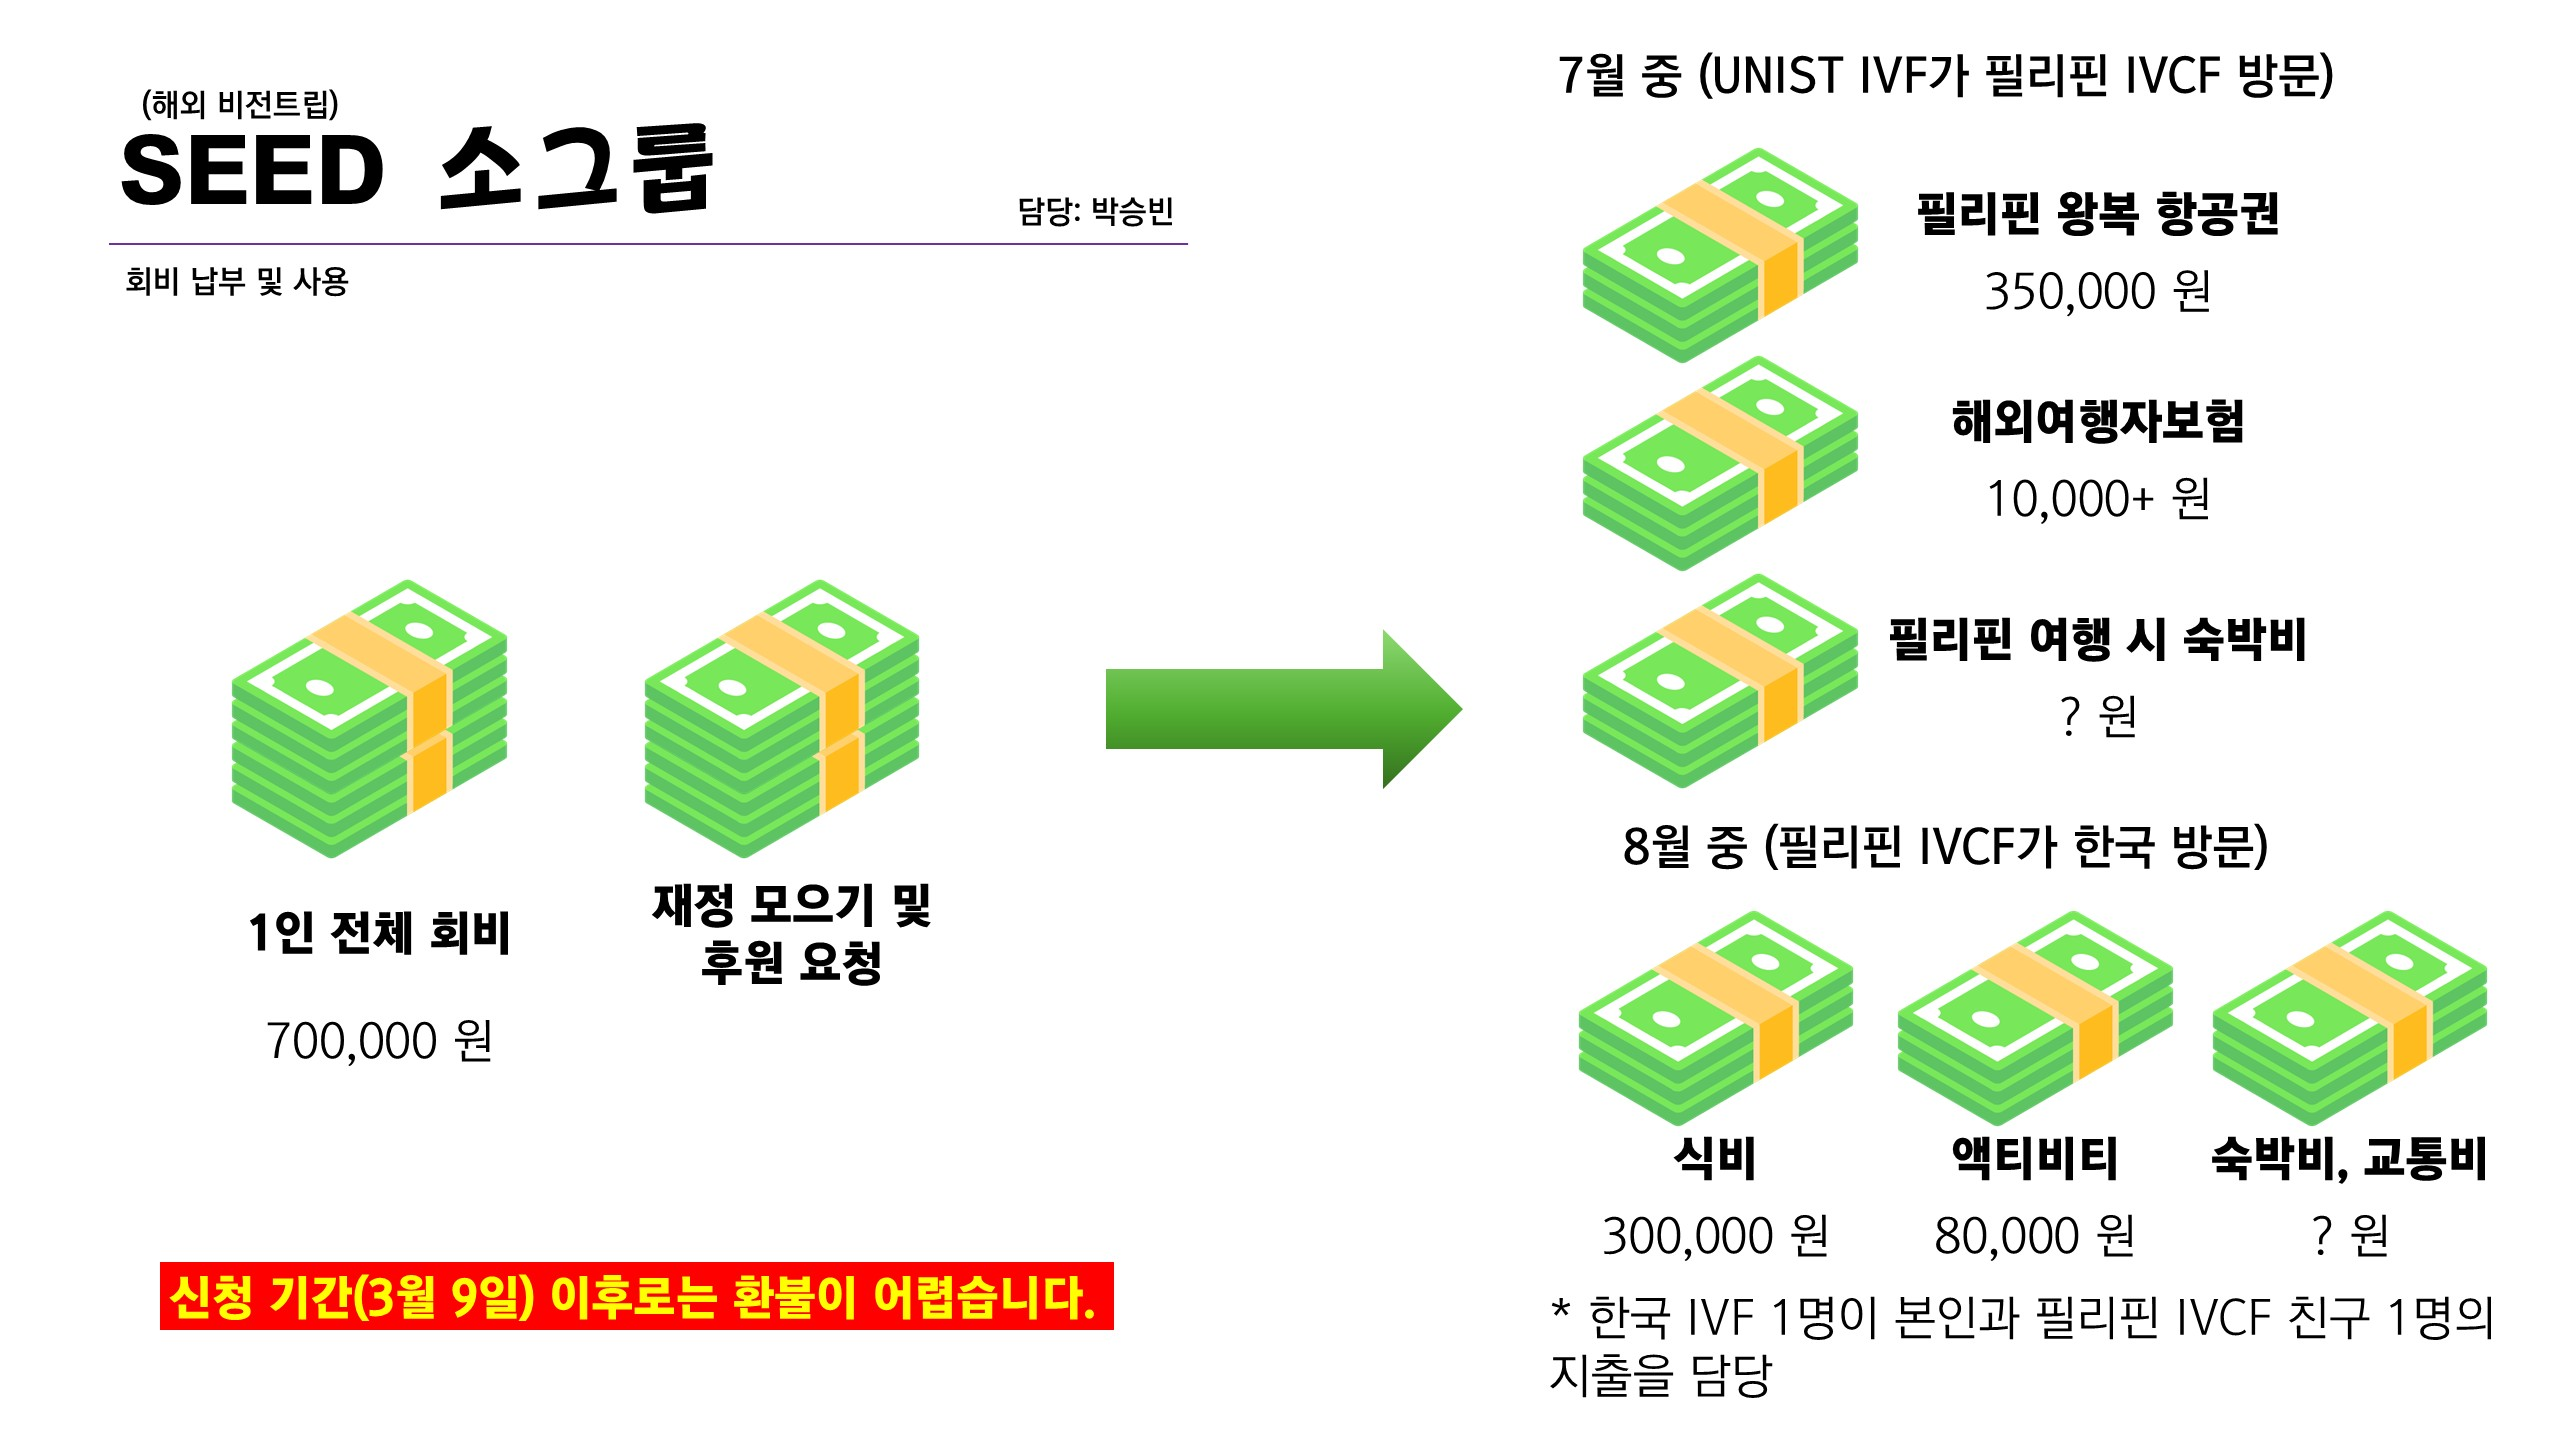 (해외 비전트립)
SEED 소그룹
담당: 박승빈
회비 납부 및 사용
1인 전체 회비
700,000 원
재정 모으기 및
후원 요청
신청 기간(3월 9일) 이후로는 환불이 어렵습니다.
7월 중 (UNIST IVF가 필리핀 IVCF 방문)
필리핀 왕복 항공권
350,000 원
해외여행자보험
10,000+ 원
필리핀 여행 시 숙박비
? 원
8월 중 (필리핀 IVCF가 한국 방문)
식비
300,000 원
액티비티
80,000 원
숙박비, 교통비
? 원
* 한국 IVF 1명이 본인과 필리핀 IVCF 친구 1명의
지출을 담당